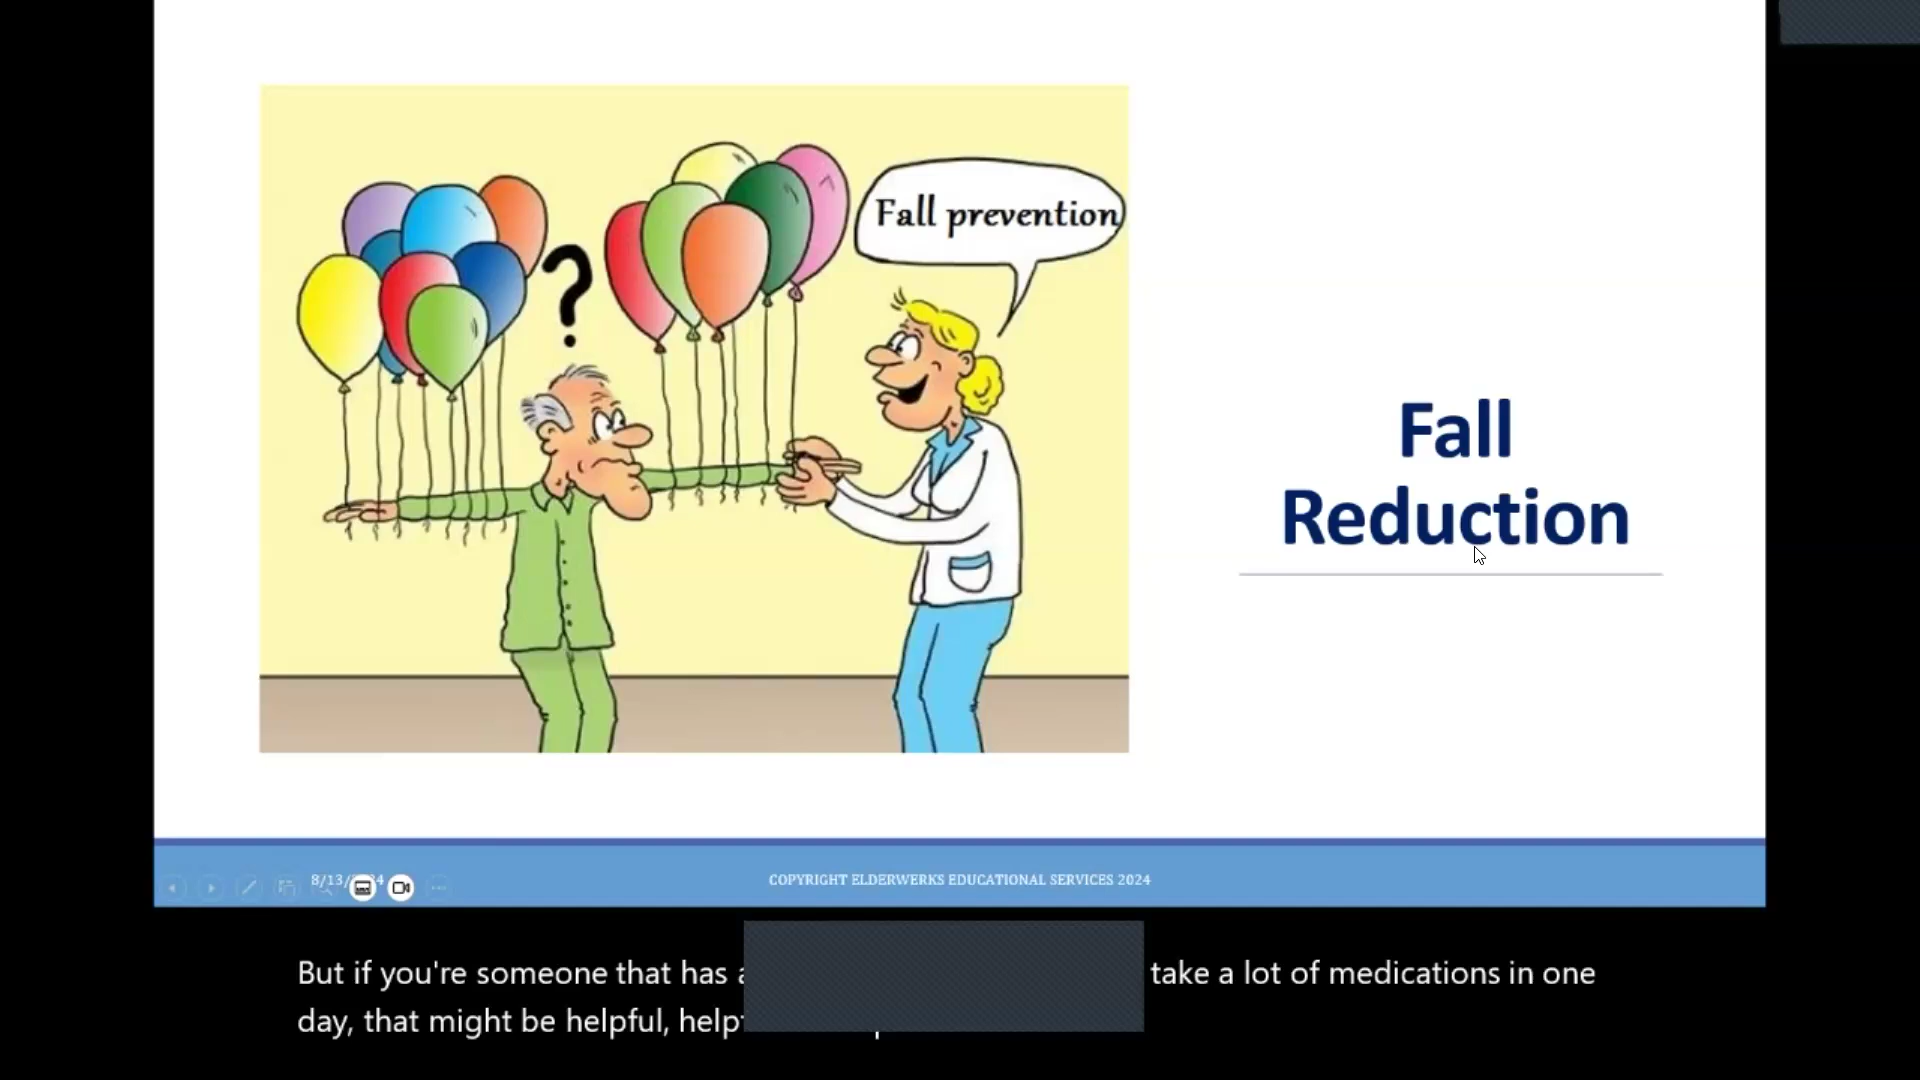 Fall prevention
?
Fall
Reduction
COPYRIGHT ELDERWERKS EDUCATIONAL SERVICES 2024
But if you're someone that has take a lot of medications in one
day, that might be helpful,